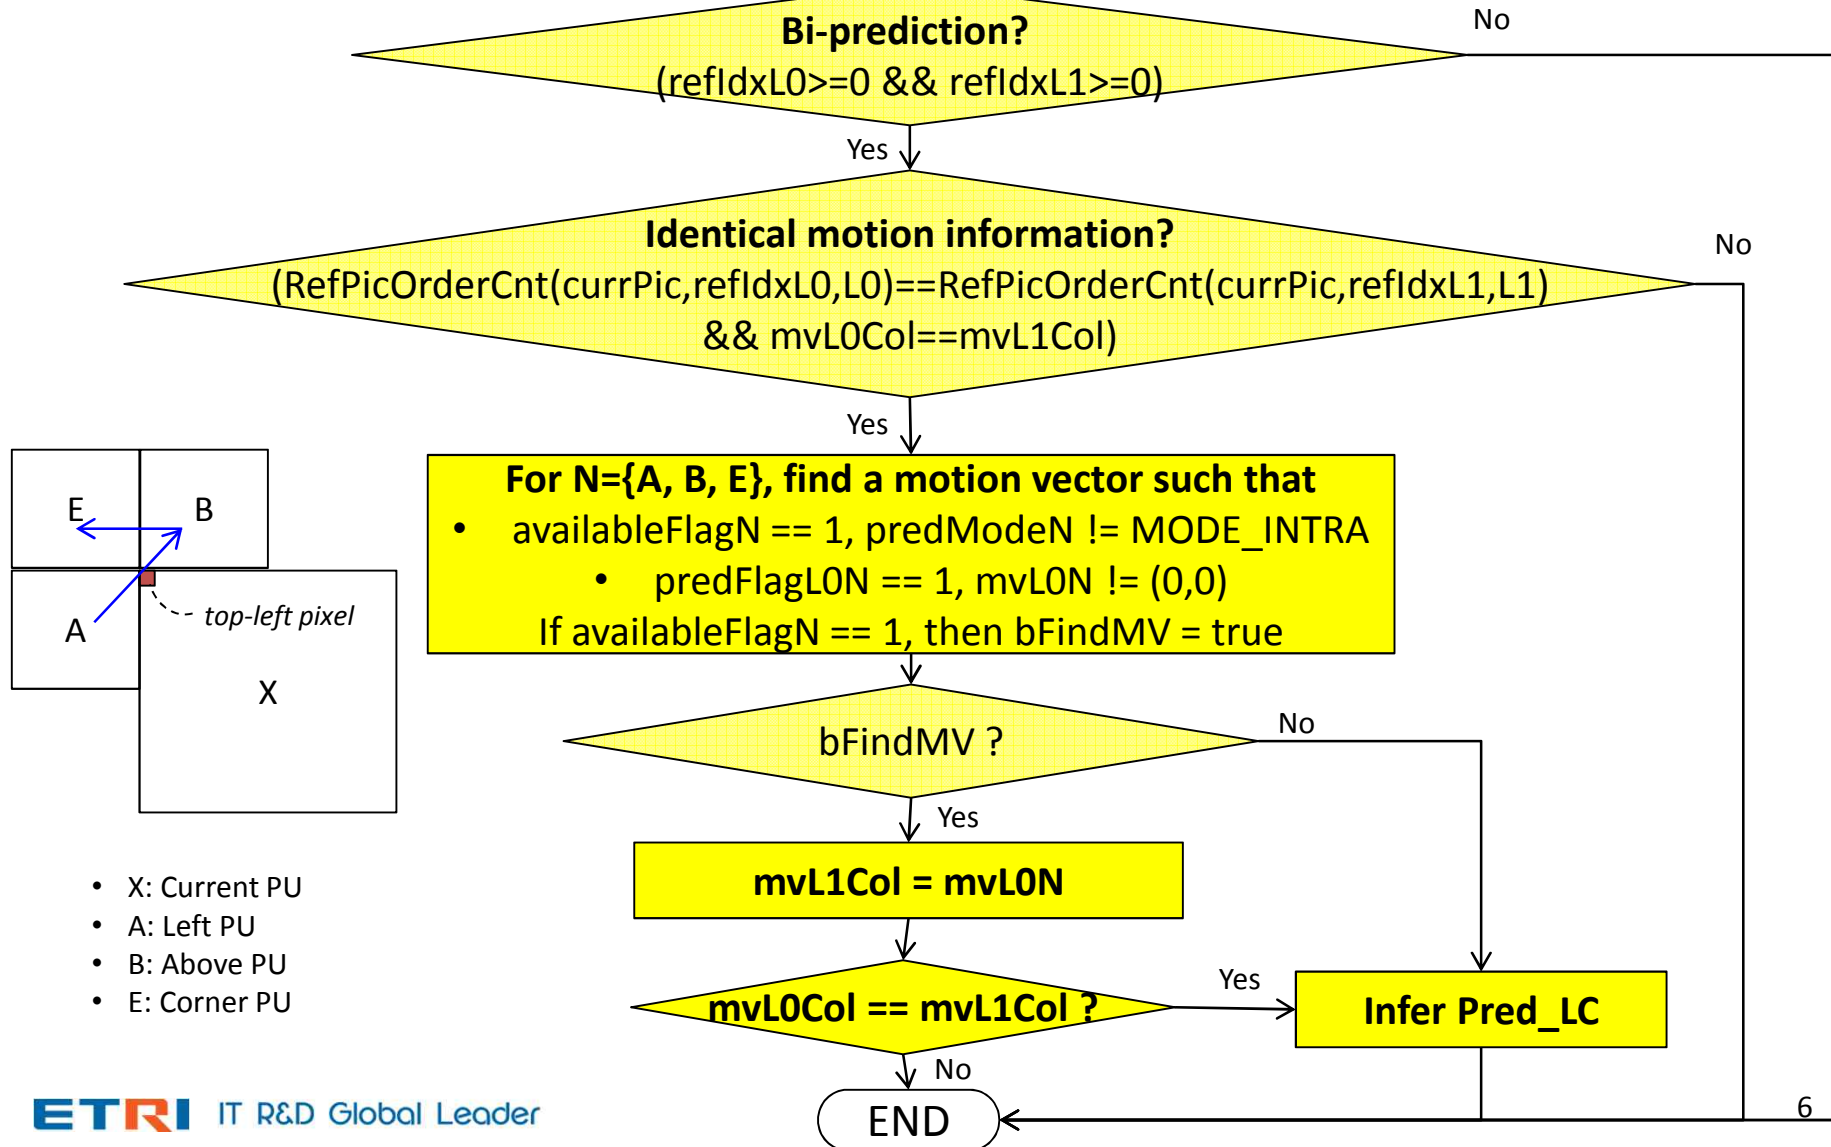 Bi-prediction?
(refIdxL0>=0 && refIdxL1>=0)
No
Yes
Identical motion information?
(RefPicOrderCnt(currPic,refIdxL0,L0)==RefPicOrderCnt(currPic,refIdxL1,L1)
&& mvL0Col==mvL1Col)
No
Yes
For N={A, B, E}, find a motion vector such that
• availableFlagN == 1, predModeN != MODE_INTRA
• predFlagL0N == 1, mvL0N != (0,0)
If availableFlagN == 1, then bFindMV = true
E
B
A
top-left pixel
X
bFindMV ?
No
Yes
mvL1Col = mvL0N
• X: Current PU
• A: Left PU
• B: Above PU
• E: Corner PU
mvL0Col == mvL1Col ?
Yes
Infer Pred_LC
No
END
ETRI IT R&D Global Leader
6